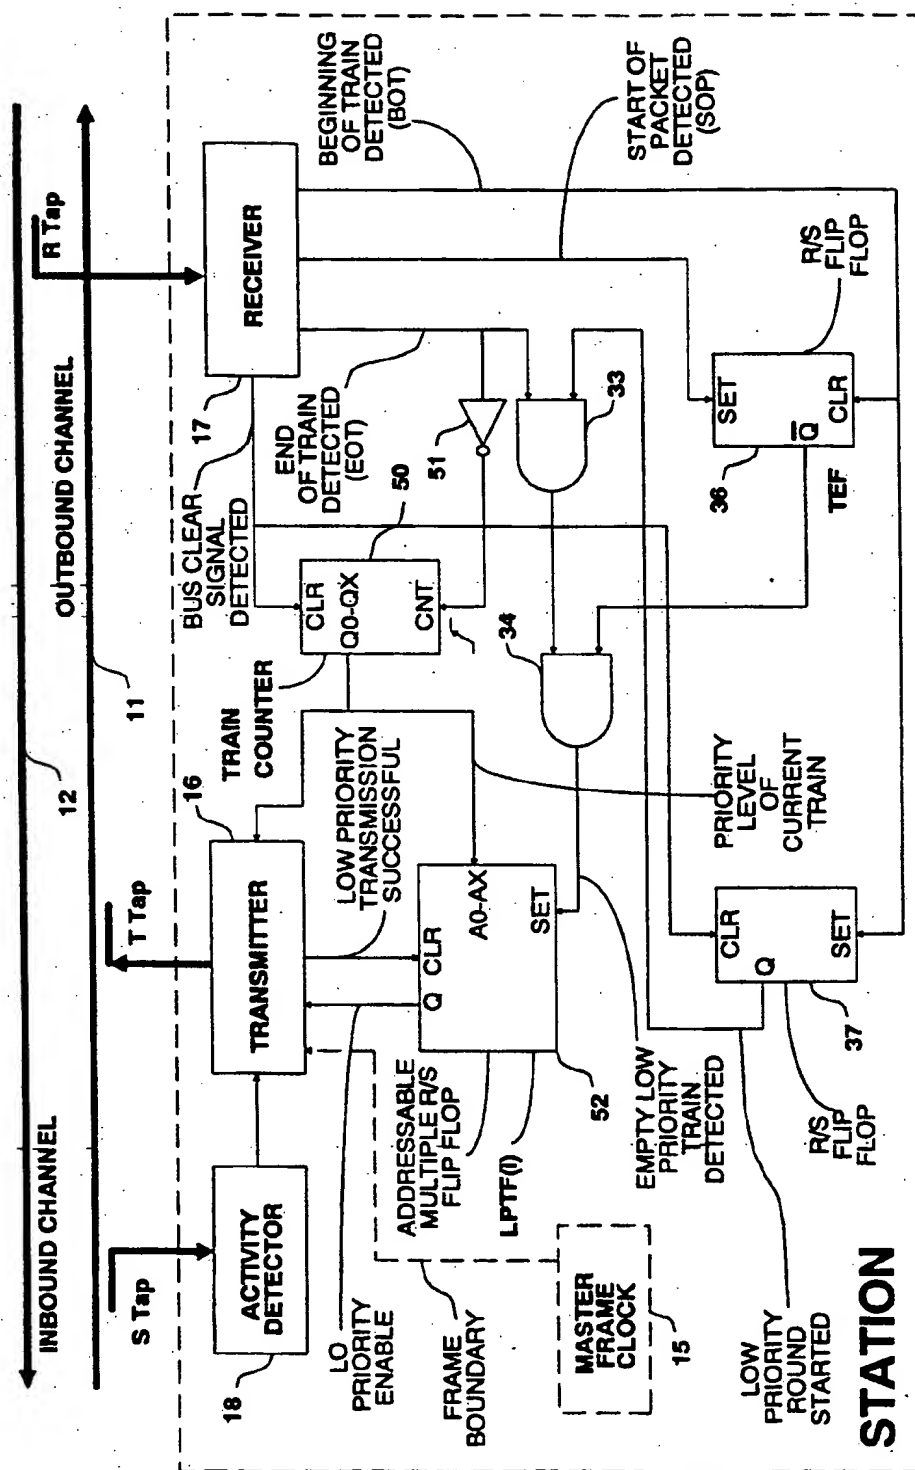 INBOUND CHANNEL
12
OUTBOUND CHANNEL
11
S Tap
T Tap
R Tap
ACTIVITY
DETECTOR
18
TRANSMITTER
16
RECEIVER
17
BUS CLEAR
SIGNAL
DETECTED
TRAIN
COUNTER
CLR
Q0-QX
CNT
50
END
OF TRAIN
DETECTED
(EOT)
51
BEGINNING
OF TRAIN
DETECTED
(BOT)
START OF
PACKET
DETECTED
(SOP)
LO
PRIORITY
ENABLE
LOW PRIORITY
TRANSMISSION
SUCCESSFUL
FRAME
BOUNDARY
ADDRESSABLE
MULTIPLE R/S
FLIP FLOP
LPTF(I)
Q
CLR
A0-AX
SET
52
33
34
MASTER
FRAME
CLOCK
15
EMPTY LOW
PRIORITY
TRAIN
DETECTED
PRIORITY
LEVEL
OF
CURRENT
TRAIN
SET
Q
CLR
36
TEF
R/S
FLIP
FLOP
CLR
Q
SET
37
R/S
FLIP
FLOP
LOW
PRIORITY
ROUND
STARTED
STATION